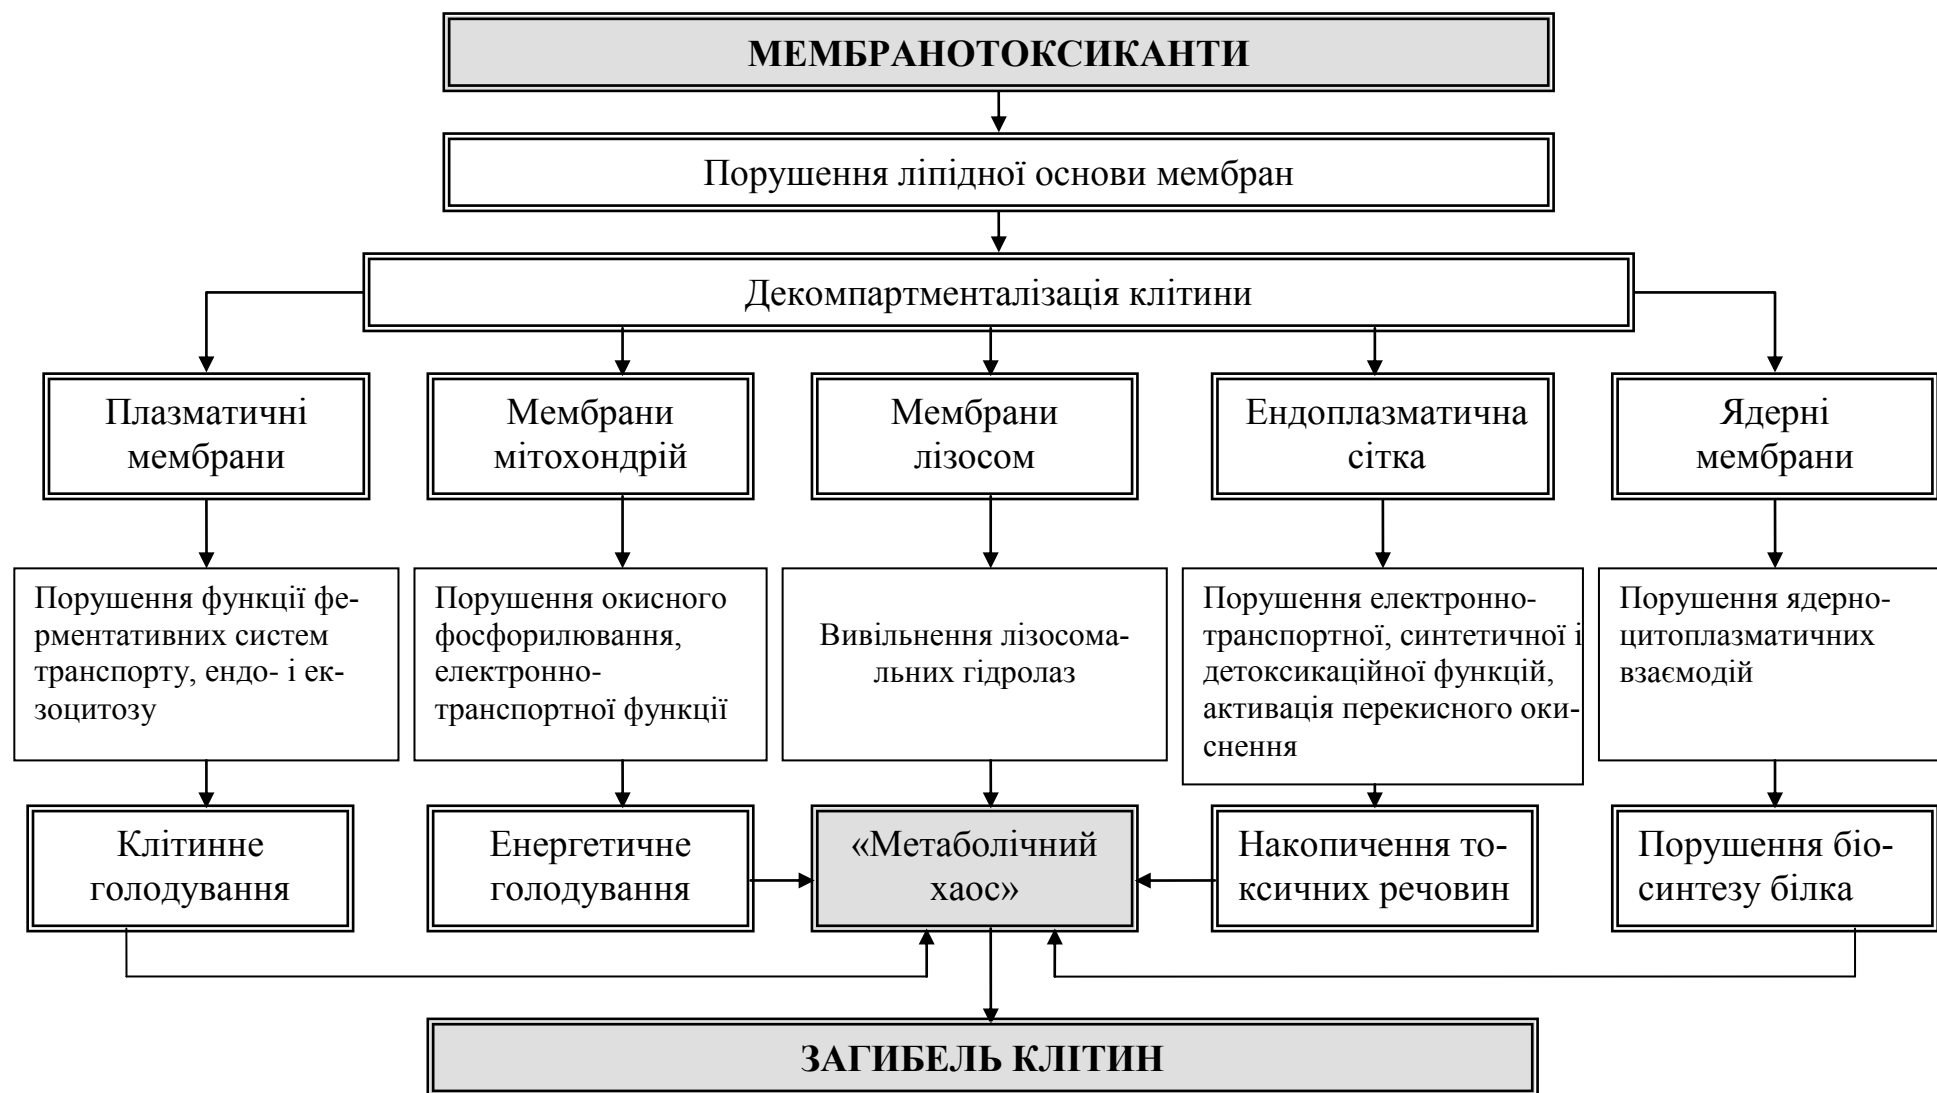 МЕМБРАНОТОКСИКАНТИ
Порушення ліпідної основи мембран
Декомпартменталізація клітини
Плазматичні
мембрани
Мембрани
мітохондрій
Мембрани
лізосом
Ендоплазматична
сітка
Ядерні
мембрани
Порушення функції фе-
рментативних систем
транспорту, ендо- і ек-
зоцитозу
Порушення окисного
фосфорилювання,
електронно-
транспортної функції
Вивільнення лізосома-
льних гідролаз
Порушення електронно-
транспортної, синтетичної і
детоксикаційної функцій,
активація перекисного оки-
снення
Порушення ядерно-
цитоплазматичних
взаємодій
Клітинне
голодування
Енергетичне
голодування
«Метаболічний
хаос»
Накопичення то-
ксичних речовин
Порушення біо-
синтезу білка
ЗАГИБЕЛЬ КЛІТИН